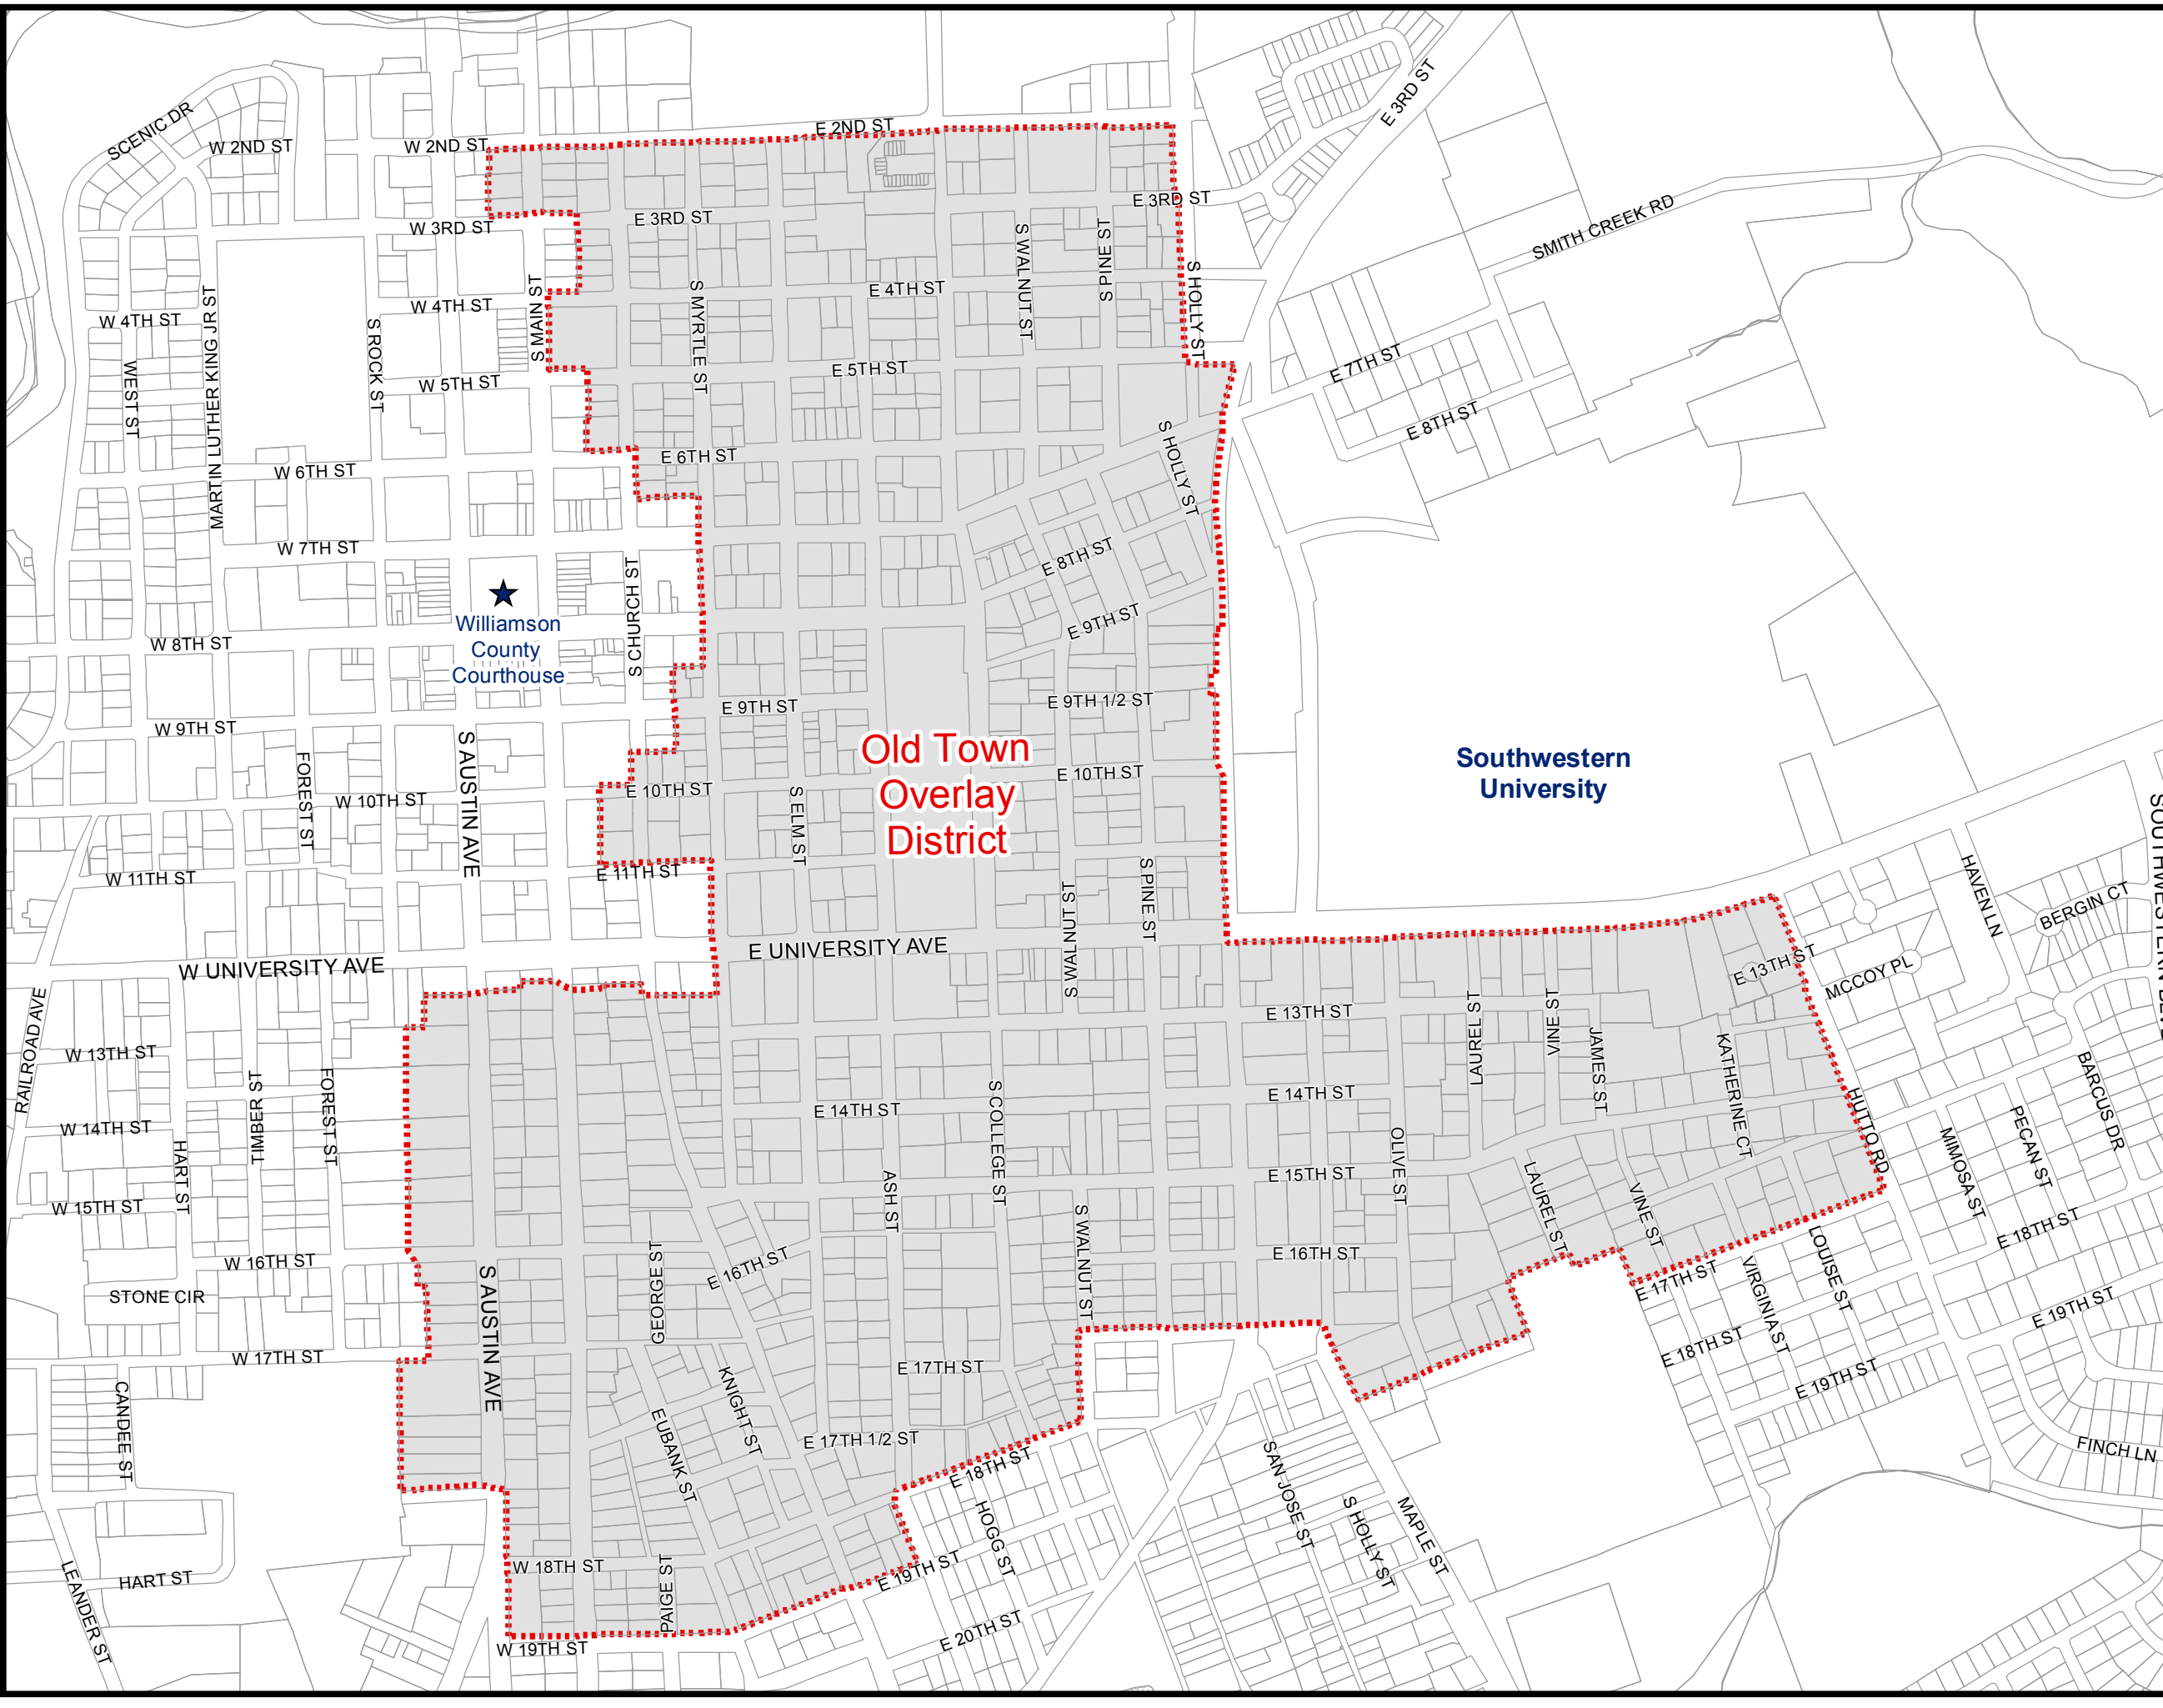 SCENIC DR
W 2ND ST
W 2ND ST
E 2ND ST
E 3RD ST
W 3RD ST
E 3RD ST
E 3RD ST
SMITH CREEK RD
W 4TH ST
W 4TH ST
E 4TH ST
WEST ST
MARTIN LUTHER KING JR ST
S ROCK ST
S MAIN ST
S MYRTLE ST
S WALNUT ST
S PINE ST
S HOLLY ST
W 5TH ST
E 5TH ST
E 7TH ST
E 8TH ST
W 6TH ST
E 6TH ST
S HOLLY ST
W 7TH ST
E 8TH ST
S CHURCH ST
Williamson
County
Courthouse
W 8TH ST
E 9TH ST
W 9TH ST
E 9TH ST
E 9TH 1/2 ST
Old Town
Overlay
District
Southwestern
University
FOREST ST
S AUSTIN AVE
W 10TH ST
E 10TH ST
E 10TH ST
S ELM ST
W 11TH ST
E 11TH ST
S WALNUT ST
S PINE ST
HAVEN LN
BERGIN CT
W UNIVERSITY AVE
E UNIVERSITY AVE
E 13TH ST
MCCOY PL
RAILROAD AVE
W 13TH ST
E 13TH ST
LAUREL ST
VINE ST
JAMES ST
KATHERINE CT
TIMBER ST
FOREST ST
W 14TH ST
E 14TH ST
E 14TH ST
S COLLEGE ST
HUTTO RD
MIMOSA ST
PECAN ST
BARCUS DR
HART ST
W 15TH ST
ASH ST
E 15TH ST
OLIVE ST
LAUREL ST
VINE ST
E 18TH ST
W 16TH ST
GEORGE ST
E 16TH ST
S WALNUT ST
E 16TH ST
STONE CIR
S AUSTIN AVE
E 17TH ST
VIRGINIA ST
LOUISE ST
E 19TH ST
W 17TH ST
E 17TH ST
E 18TH ST
E 19TH ST
CANDEE ST
KNIGHT ST
EUBANK ST
E 17TH 1/2 ST
E 18TH ST
FINCH LN
HOGG ST
SAN JOSE ST
S HOLLY ST
MAPLE ST
LEANDER ST
HART ST
W 18TH ST
PAIGE ST
E 19TH ST
E 20TH ST
W 19TH ST